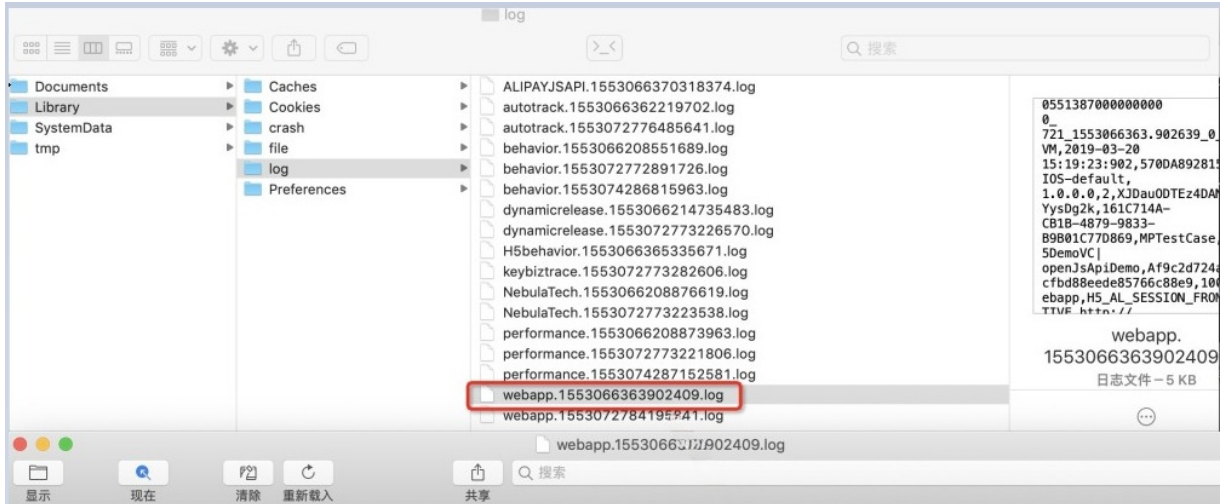 log
搜索
Documents
Library
SystemData
tmp
Caches
Cookies
crash
file
log
Preferences
ALIPAYJSAPI.1553066370318374.log
autotrack.1553066362219702.log
autotrack.1553072776485641.log
behavior.1553066208551689.log
behavior.1553072772891726.log
behavior.1553074286815963.log
dynamicrelease.1553066214735483.log
dynamicrelease.1553072773226570.log
H5behavior.1553066365335671.log
keybiztrace.1553072773282606.log
NebulaTech.1553066208876619.log
NebulaTech.1553072773223538.log
performance.1553066208873963.log
performance.1553072773221806.log
performance.1553074287152581.log
webapp.1553066363902409.log
0551387000000000
0_
721_1553066363.902639_0_
VM,2019-03-20
15:19:23:902,570DA892815
IOS-default,
1.0.0.0,2,XJDauODTEz4DAN
YysDg2k,161C714A-
CB1B-4879-9833-
B9B01C77D869,MPTestCase,
5DemoVC|
openJsApiDemo,Af9c2d724a
cfbd88eede85766c88e9,100
ebapp,H5_AL_SESSION_FROM
webapp.
1553066363902409
日志文件 – 5 KB
搜索
显示
现在
清除
重新载入
共享